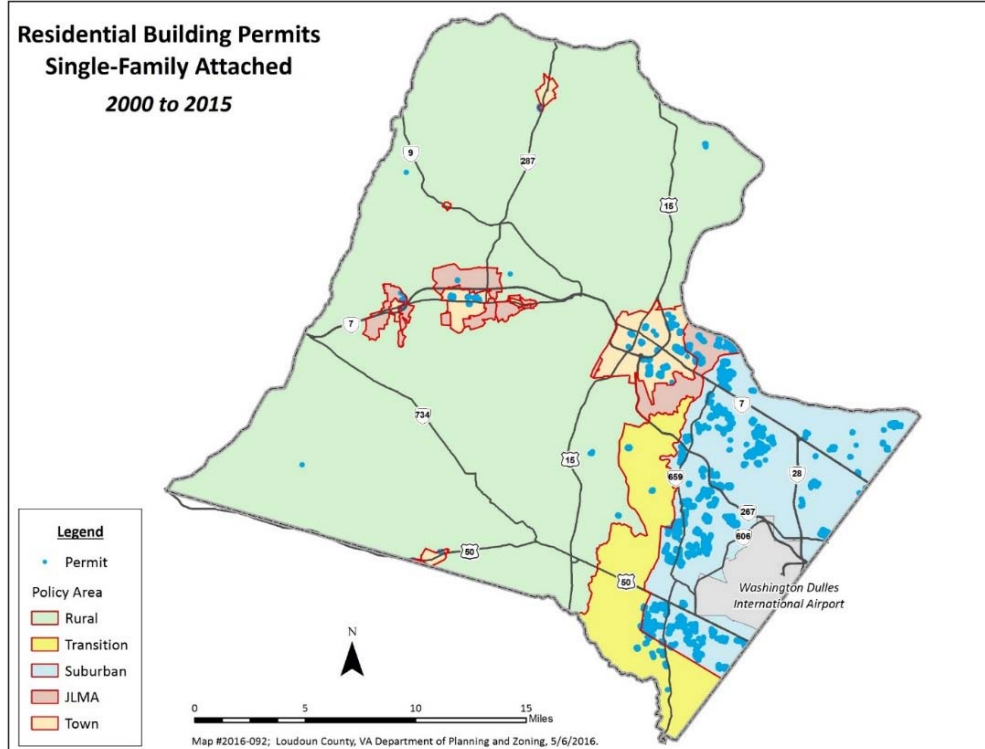 Residential Building Permits
Single-Family Attached
2000 to 2015
9
287
15
7
734
15
659
7
28
267
606
50
50
Washington Dulles
International Airport
Legend
Permit
Policy Area
Rural
Transition
Suburban
JLMA
Town
N
0 5 10 15
Miles
Map #2016-092; Loudoun County, VA Department of Planning and Zoning, 5/6/2016.